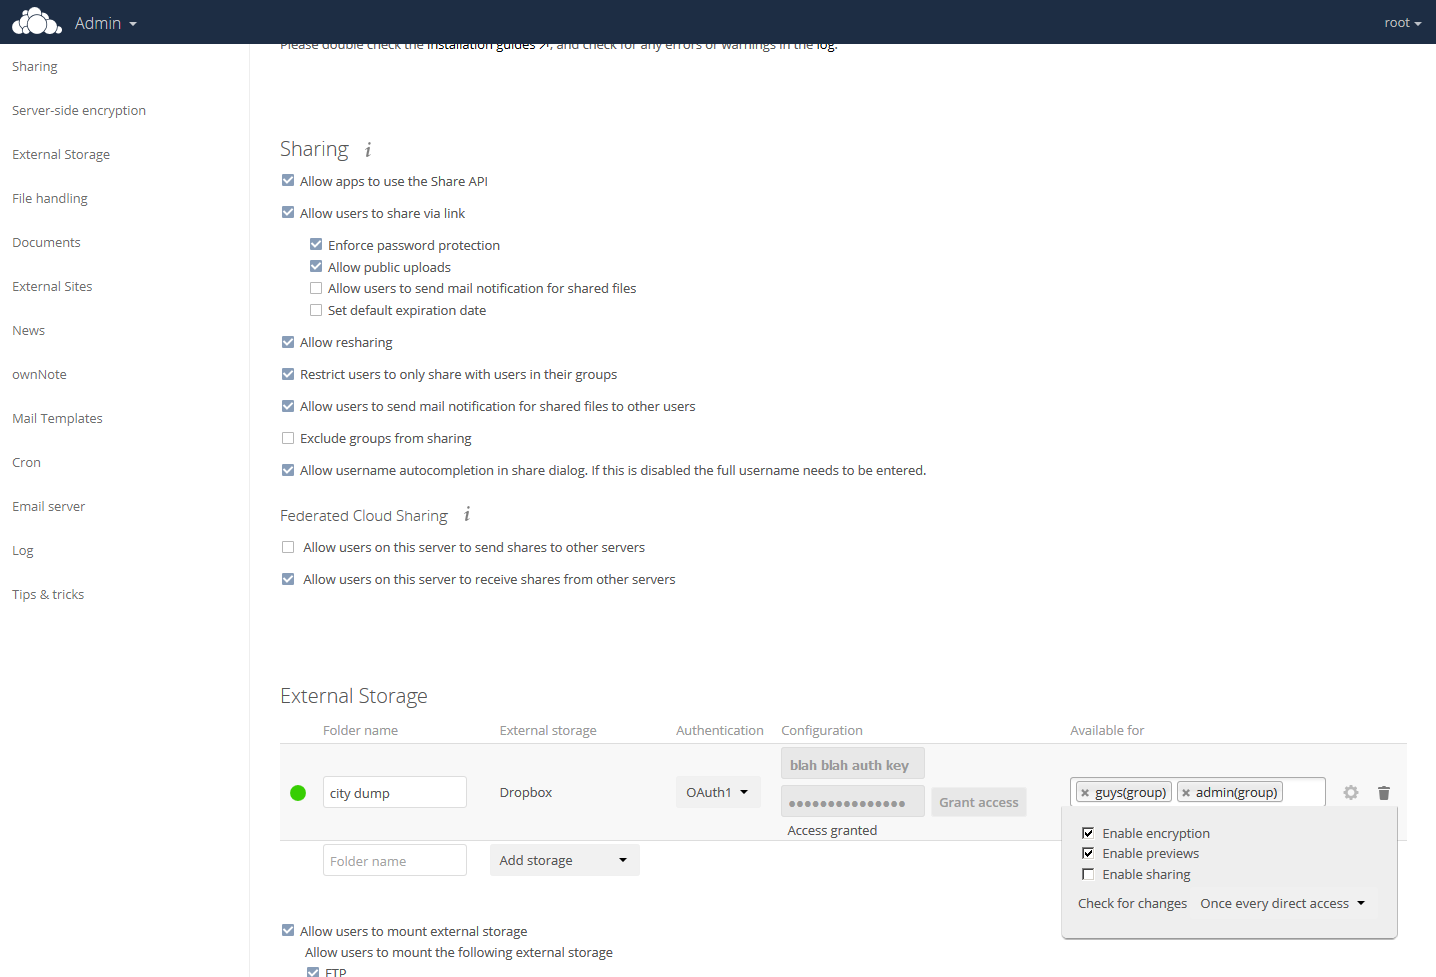 Admin
root
Please double check the installation guides ↗, and check for any errors or warnings in the log.
Sharing
Server-side encryption
External Storage
File handling
Documents
External Sites
News
ownNote
Mail Templates
Cron
Email server
Log
Tips & tricks
Sharing i
Allow apps to use the Share API
Allow users to share via link
Enforce password protection
Allow public uploads
Allow users to send mail notification for shared files
Set default expiration date
Allow resharing
Restrict users to only share with users in their groups
Allow users to send mail notification for shared files to other users
Exclude groups from sharing
Allow username autocompletion in share dialog. If this is disabled the full username needs to be entered.
Federated Cloud Sharing i
Allow users on this server to send shares to other servers
Allow users on this server to receive shares from other servers
External Storage
Folder name External storage Authentication Configuration Available for
blah blah auth key
city dump Dropbox OAuth1 guys(group) admin(group)
●●●●●●●●●●●●●●● Grant access
Access granted
Folder name Add storage
Enable encryption
Enable previews
Enable sharing
Check for changes Once every direct access
Allow users to mount external storage
Allow users to mount the following external storage
FTP